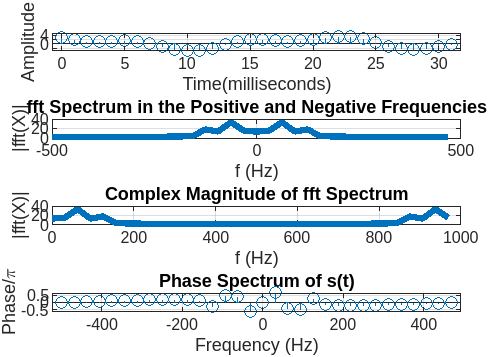 Amplitude
4
0
0 5 10 15 20 25 30
Time(milliseconds)
fft Spectrum in the Positive and Negative Frequencies
|fft(X)|
40
20
0
-500 0 500
f (Hz)
Complex Magnitude of fft Spectrum
|fft(X)|
40
20
0
0 200 400 600 800 1000
f (Hz)
Phase Spectrum of s(t)
Phase/π
0.5
0
-0.5
-400 -200 0 200 400
Frequency (Hz)